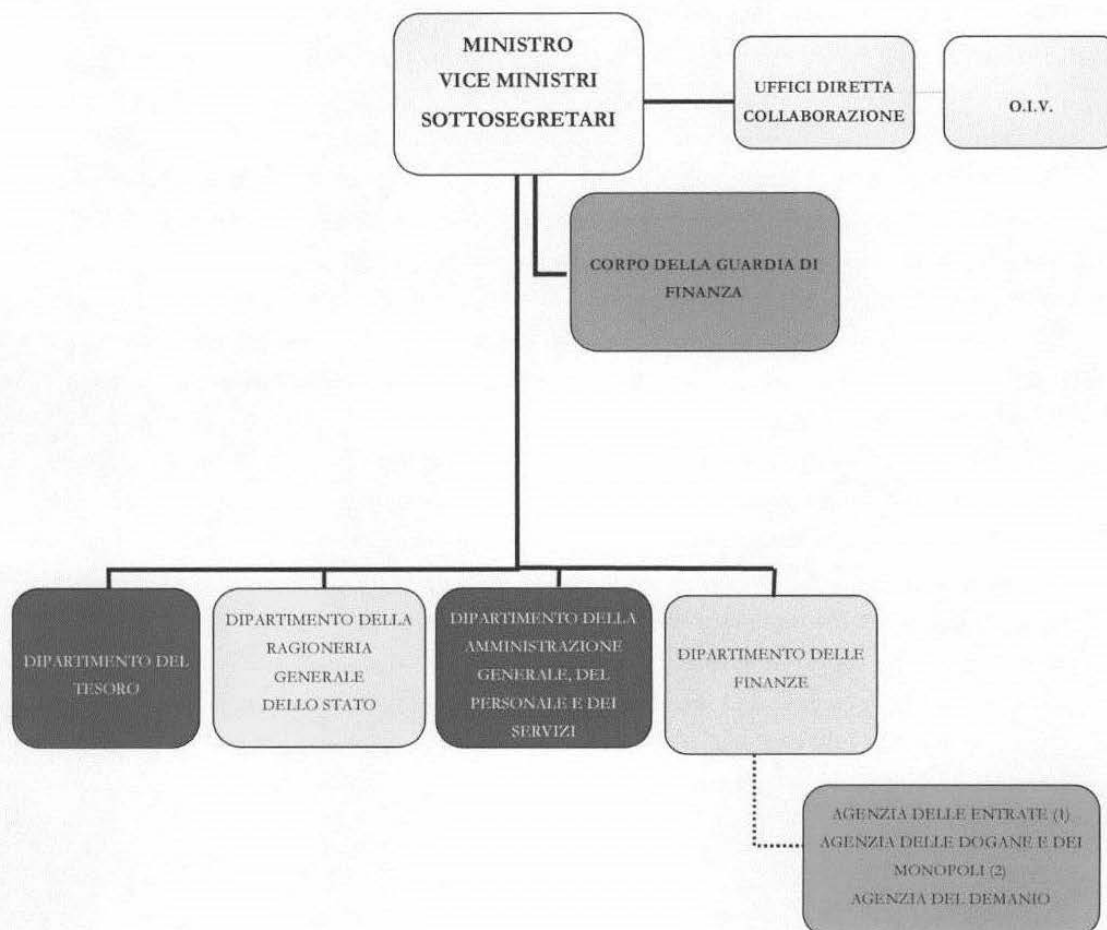 MINISTRO
VICE MINISTRI
SOTTOSEGRETARI
UFFICI DIRETTA
COLLABORAZIONE
O.I.V.
CORPO DELLA GUARDIA DI
FINANZA
DIPARTIMENTO DEL
TESORO
DIPARTIMENTO DELLA
RAGIONERIA
GENERALE
DELLO STATO
DIPARTIMENTO DELLA
AMMINISTRAZIONE
GENERALE, DEL
PERSONALE E DEI
SERVIZI
DIPARTIMENTO DELLE
FINANZE
AGENZIA DELLE ENTRATE (1)
AGENZIA DELLE DOGANE E DEI
MONOPOLI (2)
AGENZIA DEL DEMANIO